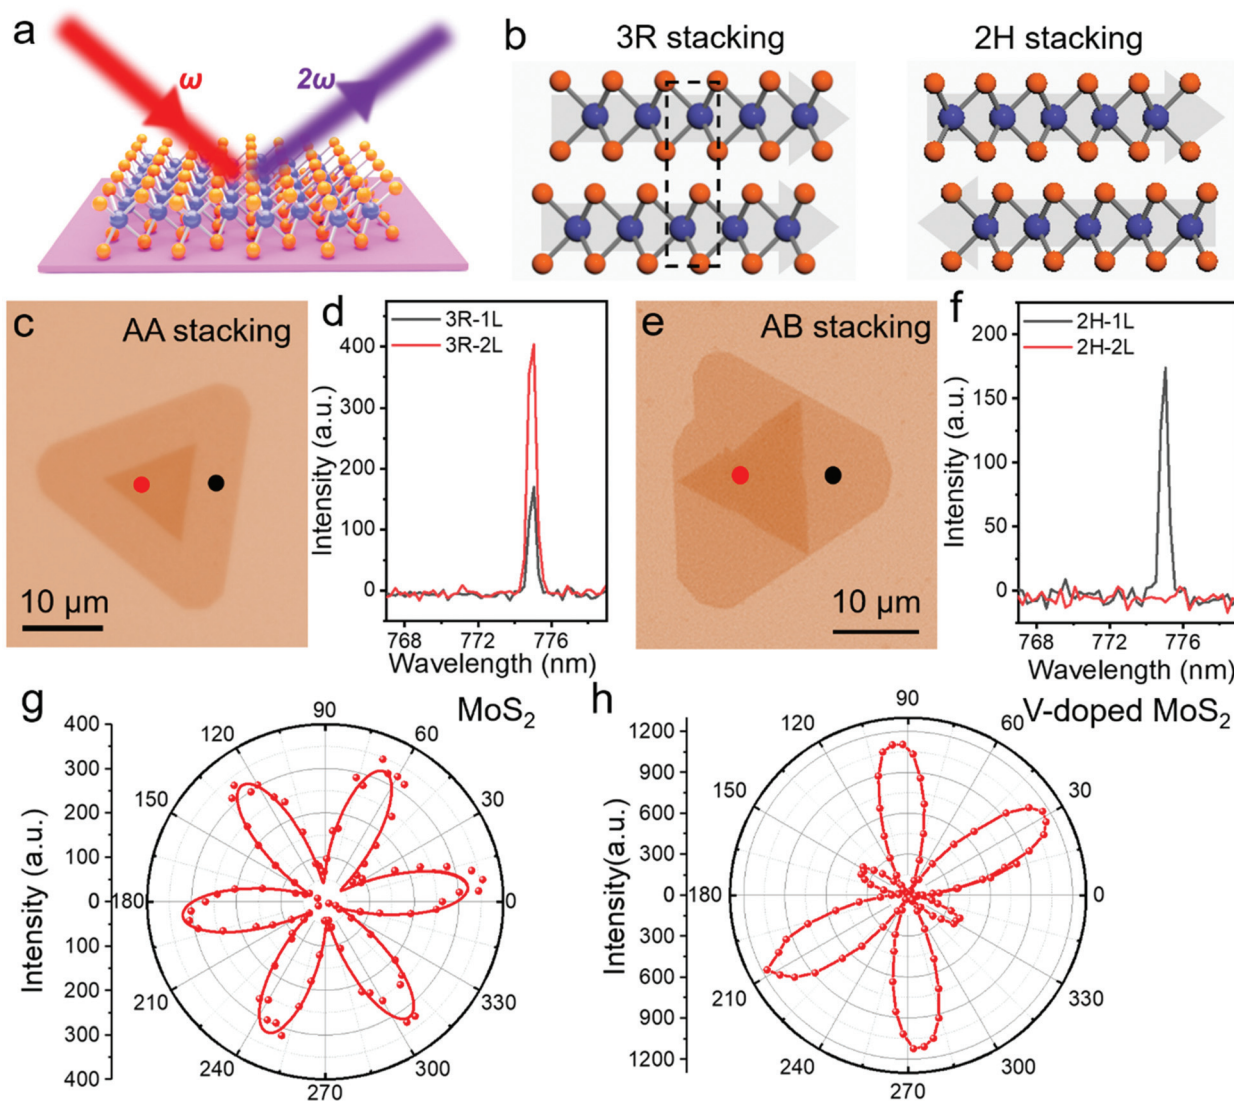 a
ω
2ω
b
3R stacking
2H stacking
c
AA stacking
10 μm
d
3R-1L
3R-2L
400
300
200
100
0
Intensity (a.u.)
768
772
776
Wavelength (nm)
e
AB stacking
10 μm
f
2H-1L
2H-2L
200
150
100
50
0
Intensity (a.u.)
768
772
776
Wavelength (nm)
g
MoS₂
400
300
200
100
0
100
200
300
400
Intensity (a.u.)
90
60
30
0
330
300
270
240
210
180
150
120
h
V-doped MoS₂
1200
900
600
300
0
300
600
900
1200
Intensity(a.u.)
90
60
30
0
330
300
270
240
210
180
150
120